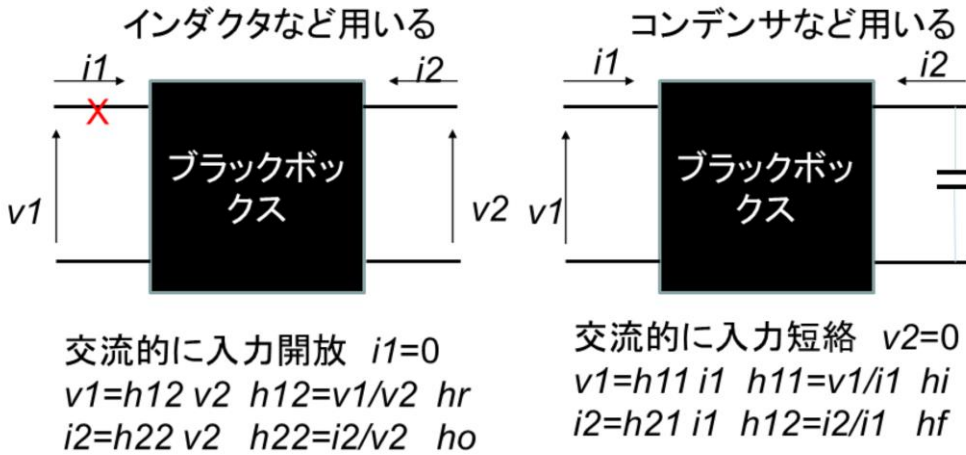 インダクタなど用いる
i1
i2
X
ブラックボッ
クス
v1
v2
交流的に入力開放 i1=0
v1=h12 v2 h12=v1/v2 hr
i2=h22 v2 h22=i2/v2 ho
コンデンサなど用いる
i1
i2
ブラックボッ
クス
v1
交流的に入力短絡 v2=0
v1=h11 i1 h11=v1/i1 hi
i2=h21 i1 h12=i2/i1 hf